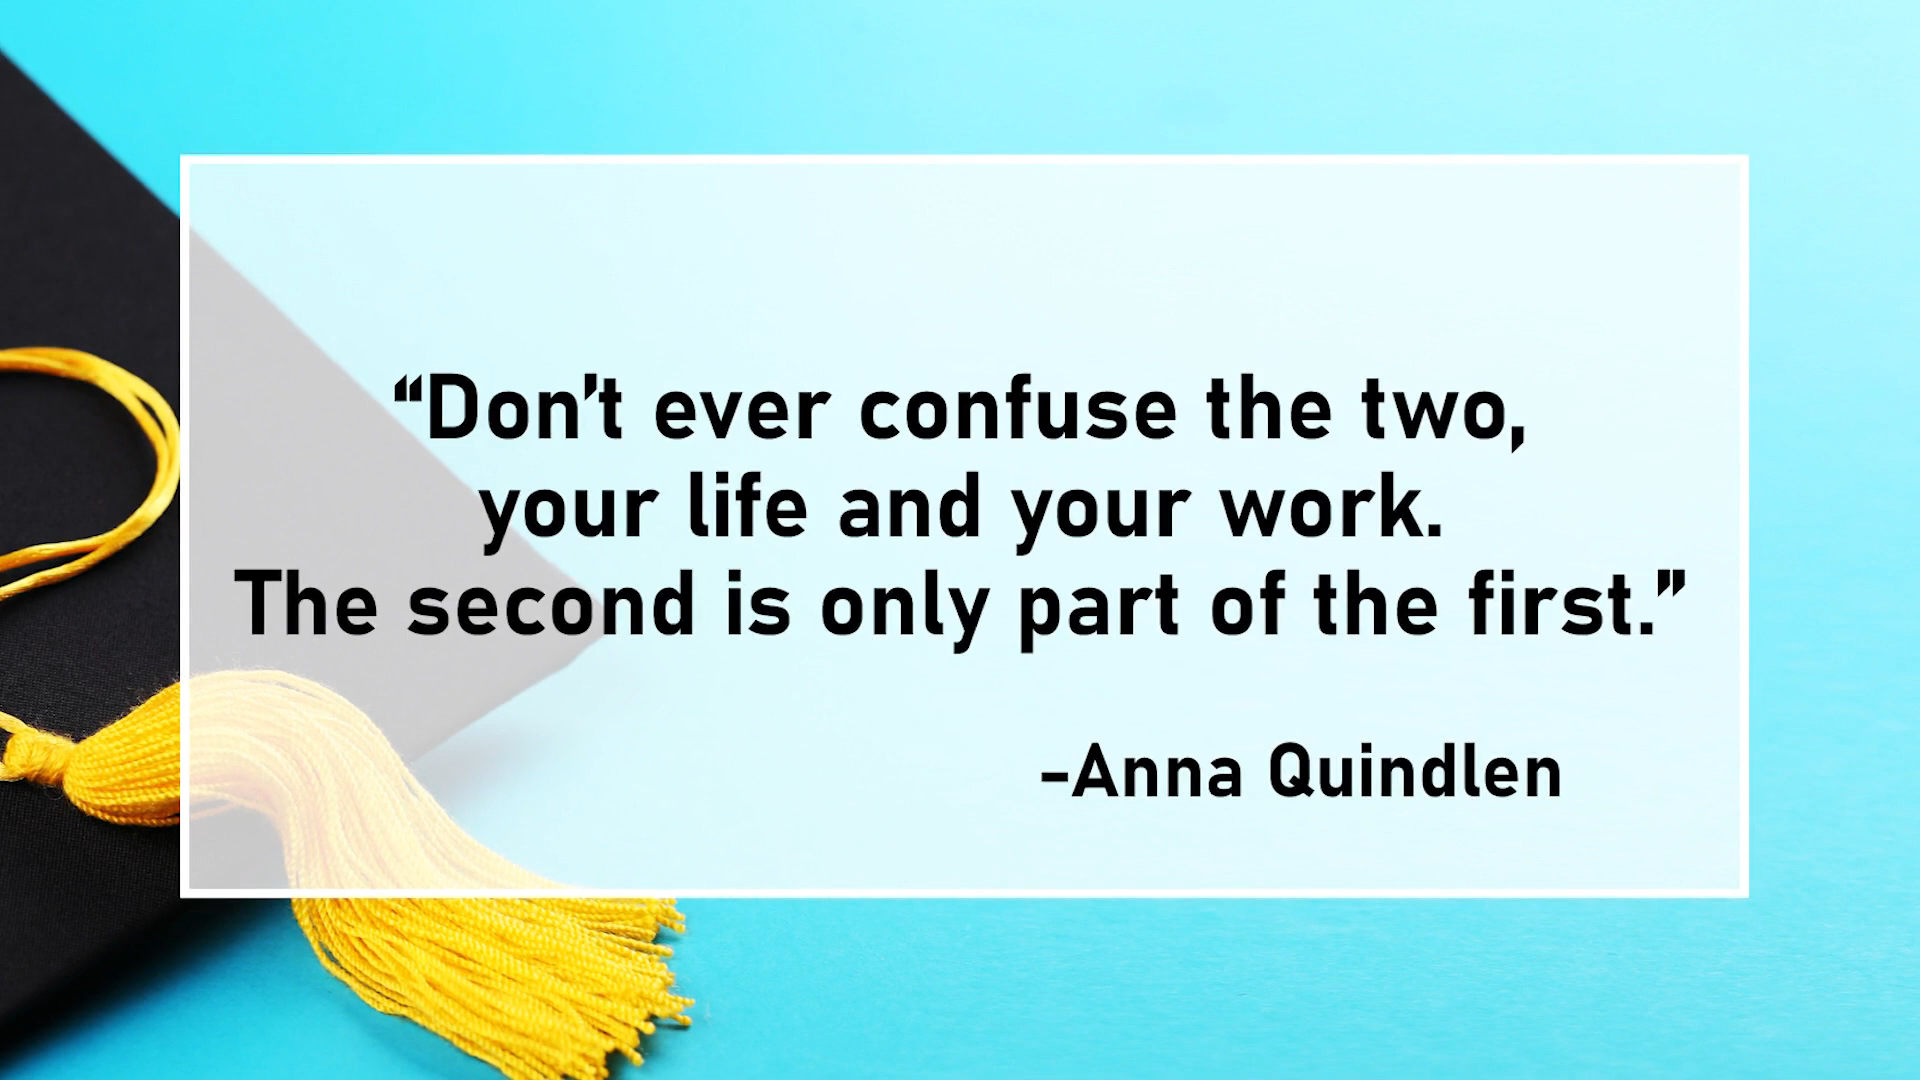 “Don’t ever confuse the two,
your life and your work.
The second is only part of the first.”
-Anna Quindlen